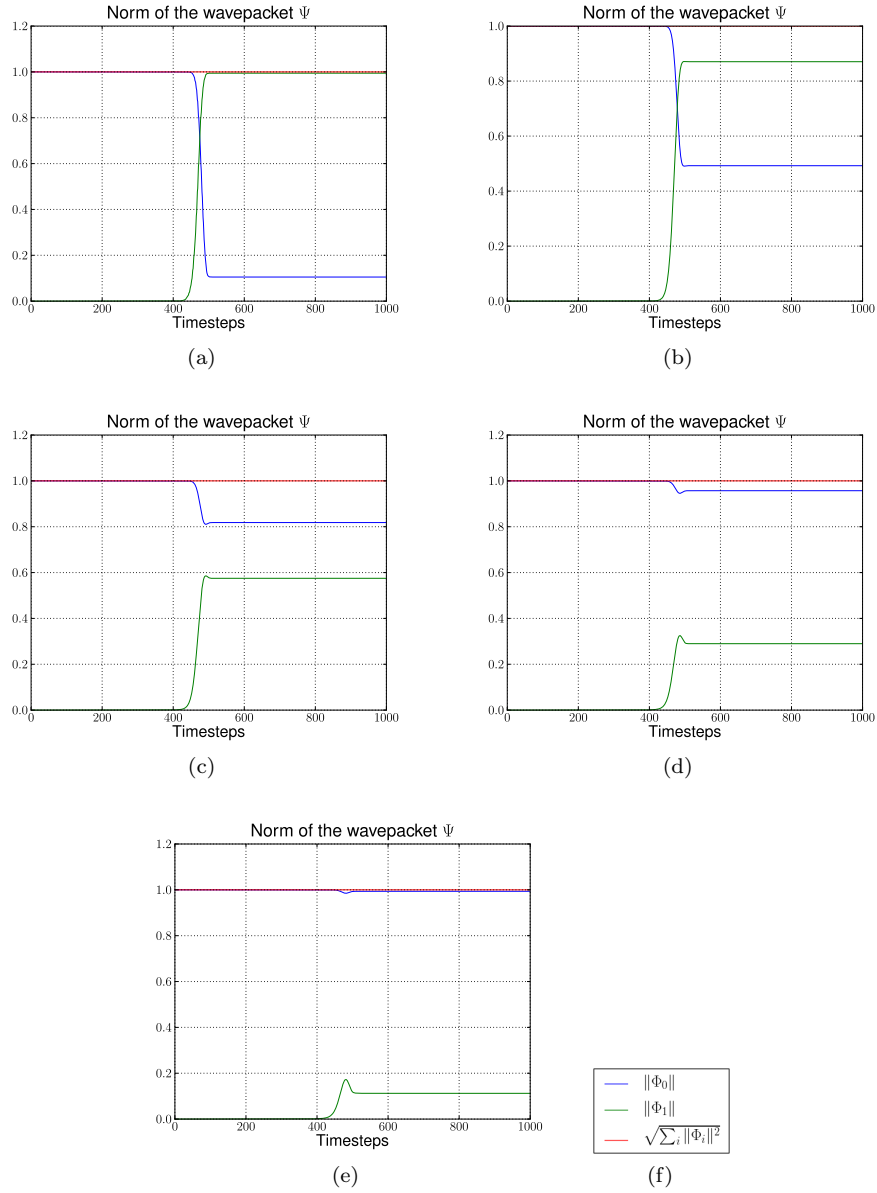 Norm of the wavepacket Ψ
1.2
1.0
0.8
0.6
0.4
0.2
0.0
0 200 400 600 800 1000
Timesteps
(a)
Norm of the wavepacket Ψ
1.0
0.8
0.6
0.4
0.2
0.0
0 200 400 600 800 1000
Timesteps
(b)
Norm of the wavepacket Ψ
1.2
1.0
0.8
0.6
0.4
0.2
0.0
0 200 400 600 800 1000
Timesteps
(c)
Norm of the wavepacket Ψ
1.2
1.0
0.8
0.6
0.4
0.2
0.0
0 200 400 600 800 1000
Timesteps
(d)
Norm of the wavepacket Ψ
1.2
1.0
0.8
0.6
0.4
0.2
0.0
0 200 400 600 800 1000
Timesteps
(e)
‖Φ₀‖
‖Φ₁‖
√∑ᵢ ‖Φᵢ‖²
(f)